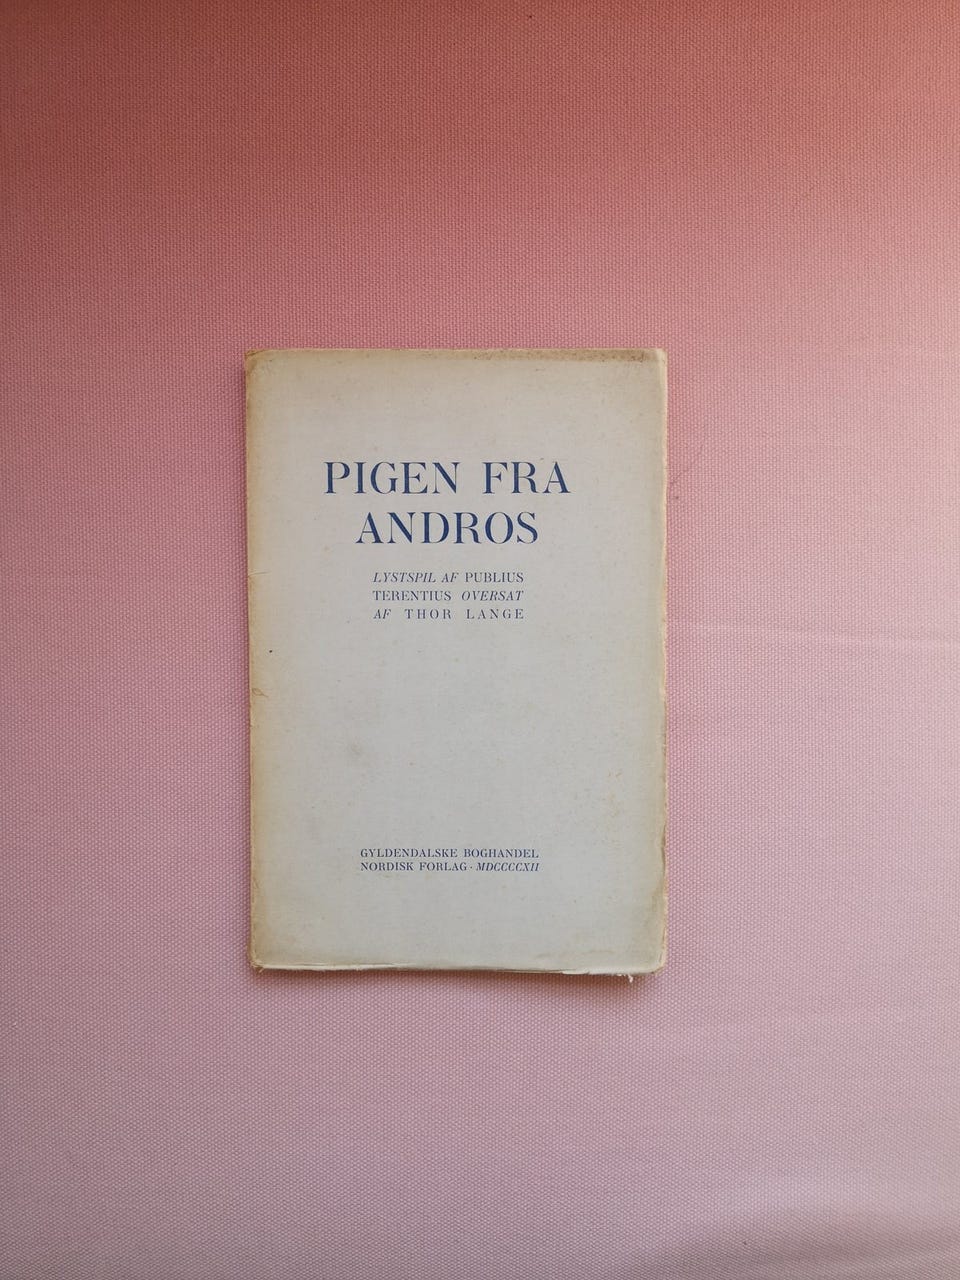 PIGEN FRA
ANDROS
LYSTSPIL AF PUBLIUS
TERENTIUS OVERSAT
AF THOR LANGE
GYLDENDALSKE BOGHANDEL
NORDISK FORLAG · MDCCCCXII